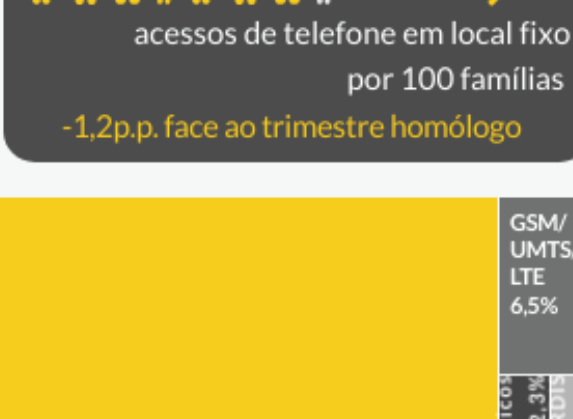 acessos de telefone em local fixo
por 100 famílias
-1,2p.p. face ao trimestre homólogo
GSM/
UMTS/
LTE
6,5%